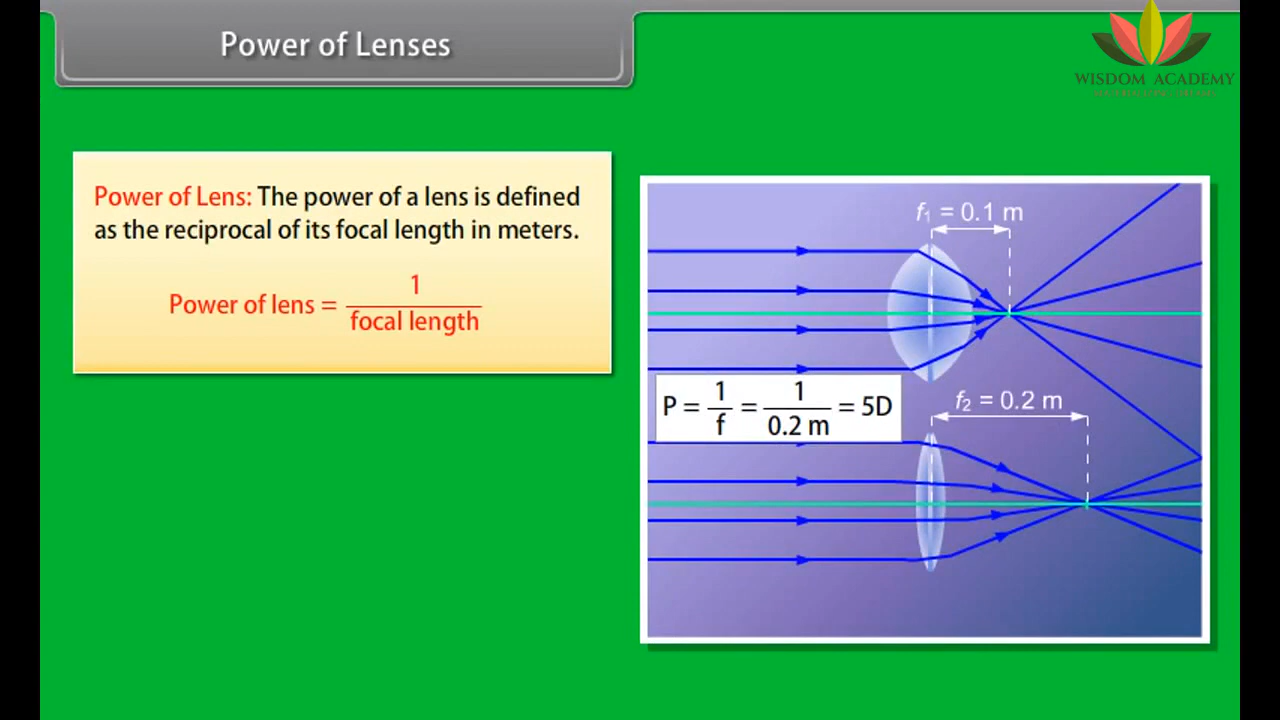 Power of Lenses
WISDOM ACADEMY
Power of Lens: The power of a lens is defined
as the reciprocal of its focal length in meters.
Power of lens = 1 / focal length
f₁ = 0.1 m
P = 1/f = 1/0.2 m = 5D
f₂ = 0.2 m